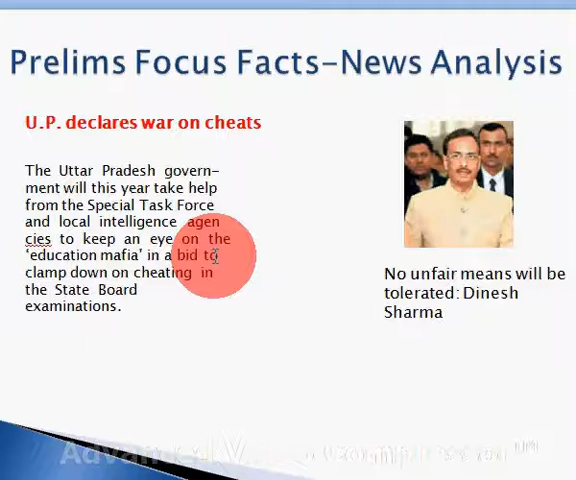 Prelims Focus Facts-News Analysis
U.P. declares war on cheats
The Uttar Pradesh govern-
ment will this year take help
from the Special Task Force
and local intelligence agen
cies to keep an eye on the
'education mafia' in a bid to
clamp down on cheating in
the State Board
examinations.
No unfair means will be
tolerated: Dinesh
Sharma